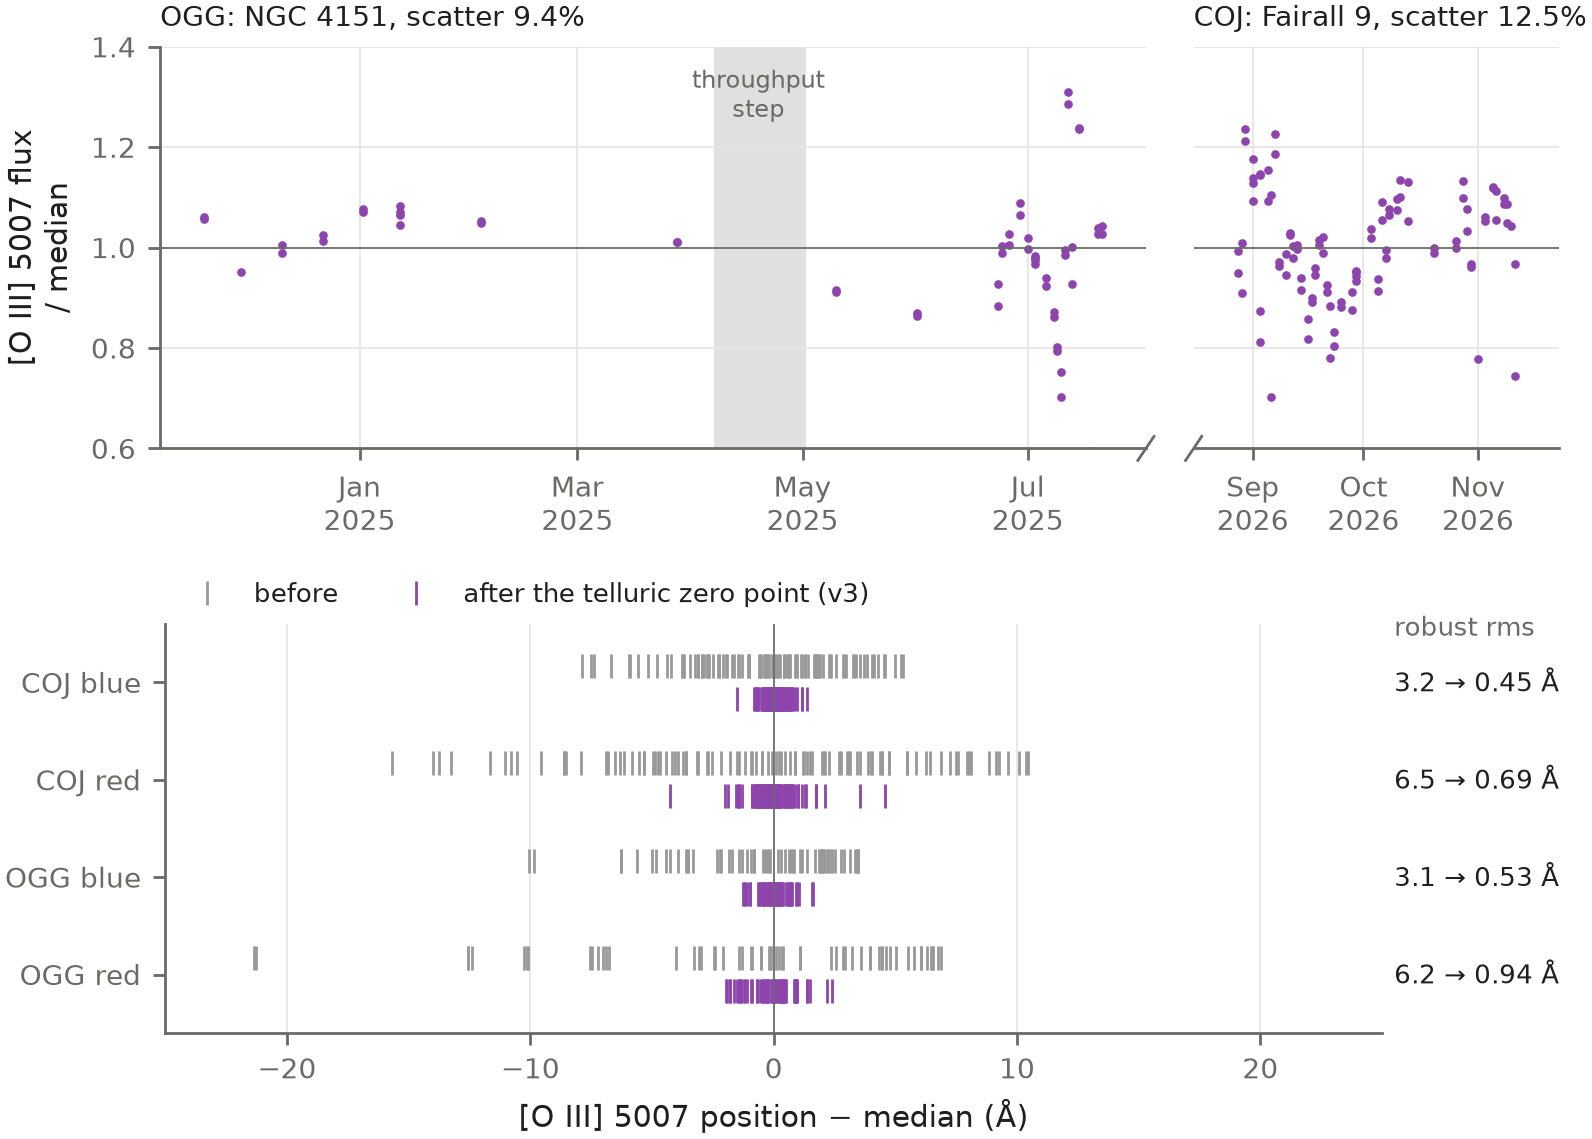 OGG: NGC 4151, scatter 9.4%
COJ: Fairall 9, scatter 12.5%
[O III] 5007 flux
/ median
1.4
1.2
1.0
0.8
0.6
throughput
step
Jan
2025
Mar
2025
May
2025
Jul
2025
Sep
2026
Oct
2026
Nov
2026
before
after the telluric zero point (v3)
robust rms
COJ blue
3.2 → 0.45 Å
COJ red
6.5 → 0.69 Å
OGG blue
3.1 → 0.53 Å
OGG red
6.2 → 0.94 Å
−20
−10
0
10
20
[O III] 5007 position − median (Å)